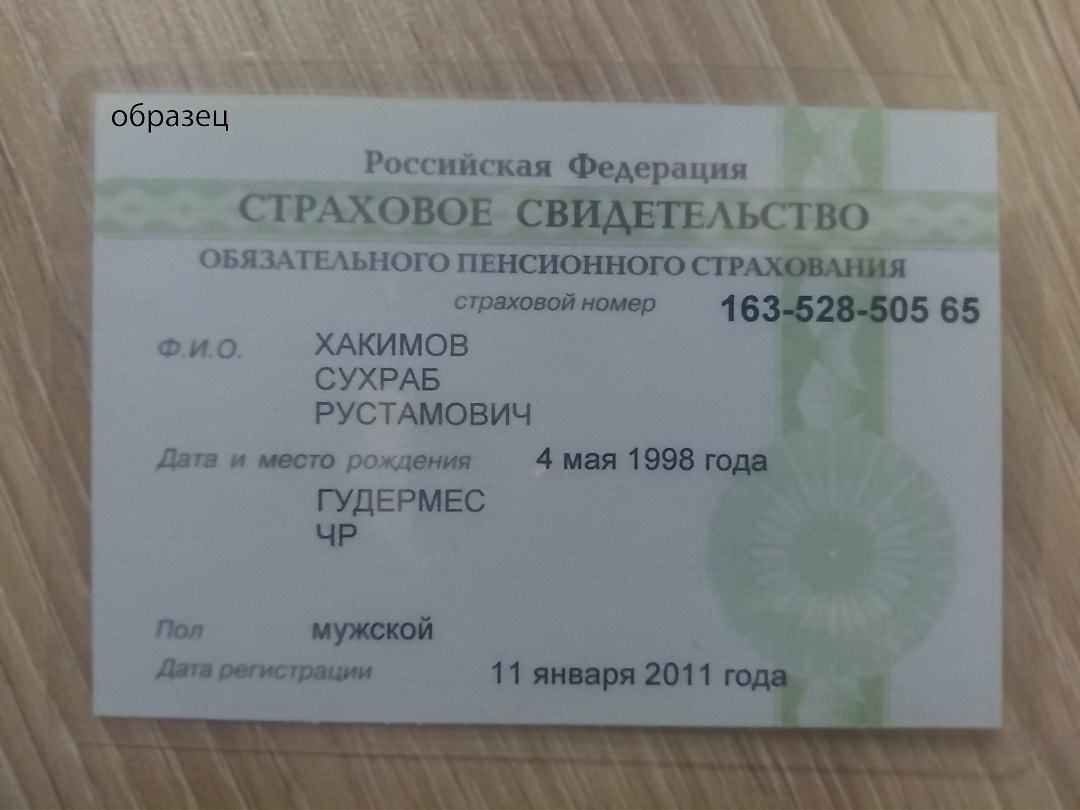 образец
Российская Федерация
СТРАХОВОЕ СВИДЕТЕЛЬСТВО
ОБЯЗАТЕЛЬНОГО ПЕНСИОННОГО СТРАХОВАНИЯ
страховой номер 163-528-505 65
Ф.И.О. ХАКИМОВ
СУХРАБ
РУСТАМОВИЧ
Дата и место рождения 4 мая 1998 года
ГУДЕРМЕС
ЧР
Пол мужской
Дата регистрации 11 января 2011 года